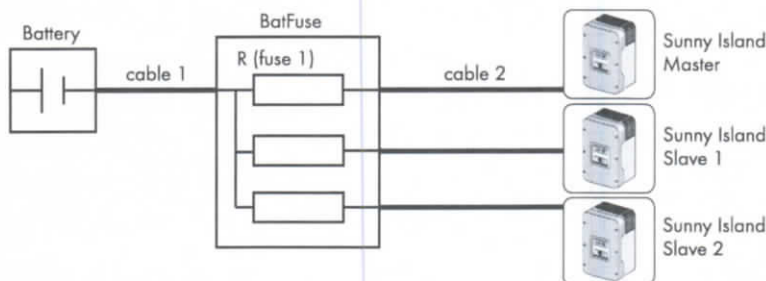 BatFuse
Battery
R (fuse 1)
cable 1
cable 2
Sunny Island
Master
Sunny Island
Slave 1
Sunny Island
Slave 2